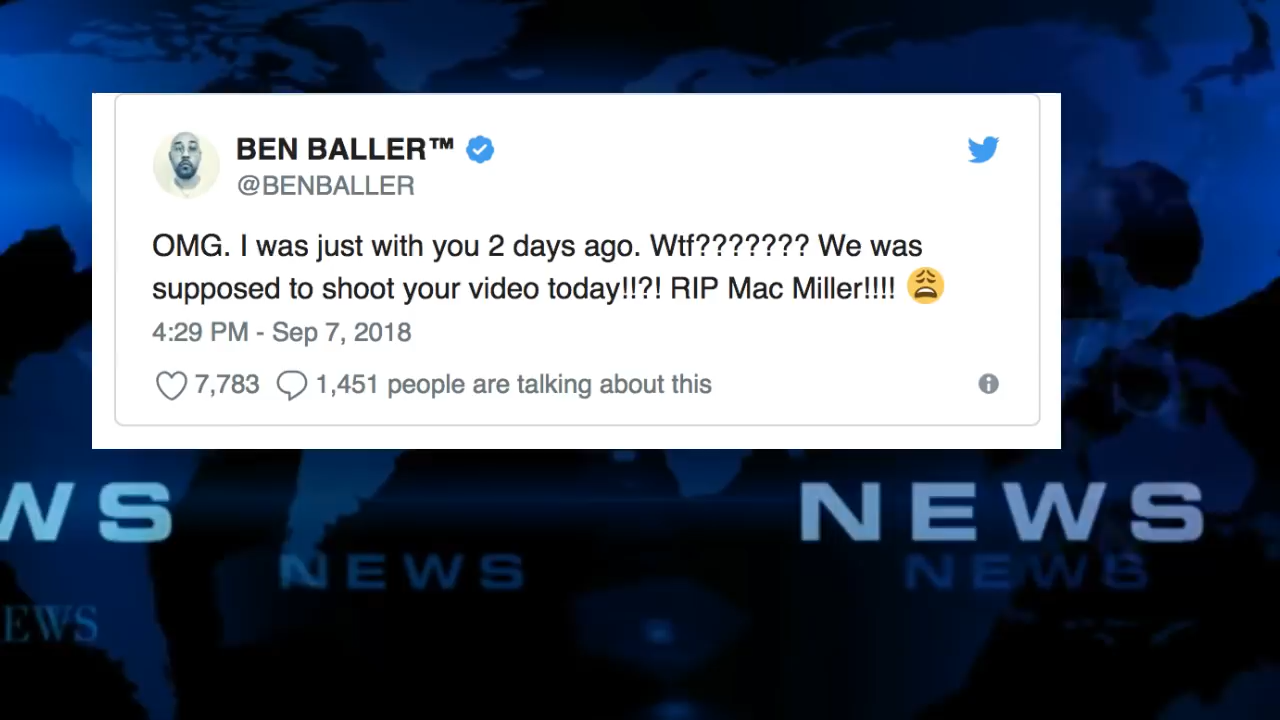 BEN BALLER™
@BENBALLER
OMG. I was just with you 2 days ago. Wtf??????? We was
supposed to shoot your video today!!?! RIP Mac Miller!!!! 😩
4:29 PM - Sep 7, 2018
7,783 1,451 people are talking about this
WS NEWS
NEWS NEWS
EWS